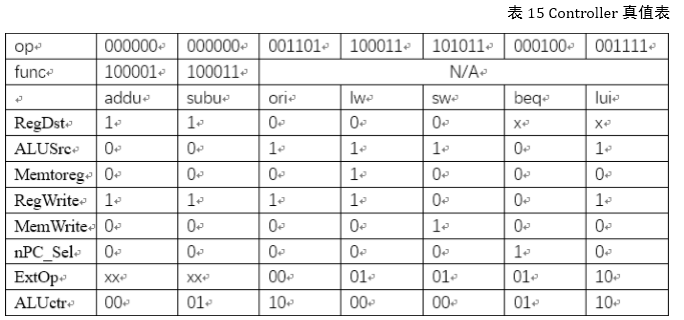 表 15 Controller 真值表
op 000000 000000 001101 100011 101011 000100 001111
func 100001 100011 N/A
addu subu ori lw sw beq lui
RegDst 1 1 0 0 0 x x
ALUSrc 0 0 1 1 1 0 1
Memtoreg 0 0 0 1 0 0 0
RegWrite 1 1 1 1 0 0 1
MemWrite 0 0 0 0 1 0 0
nPC_Sel 0 0 0 0 0 1 0
ExtOp xx xx 00 01 01 01 10
ALUctr 00 01 10 00 00 01 10